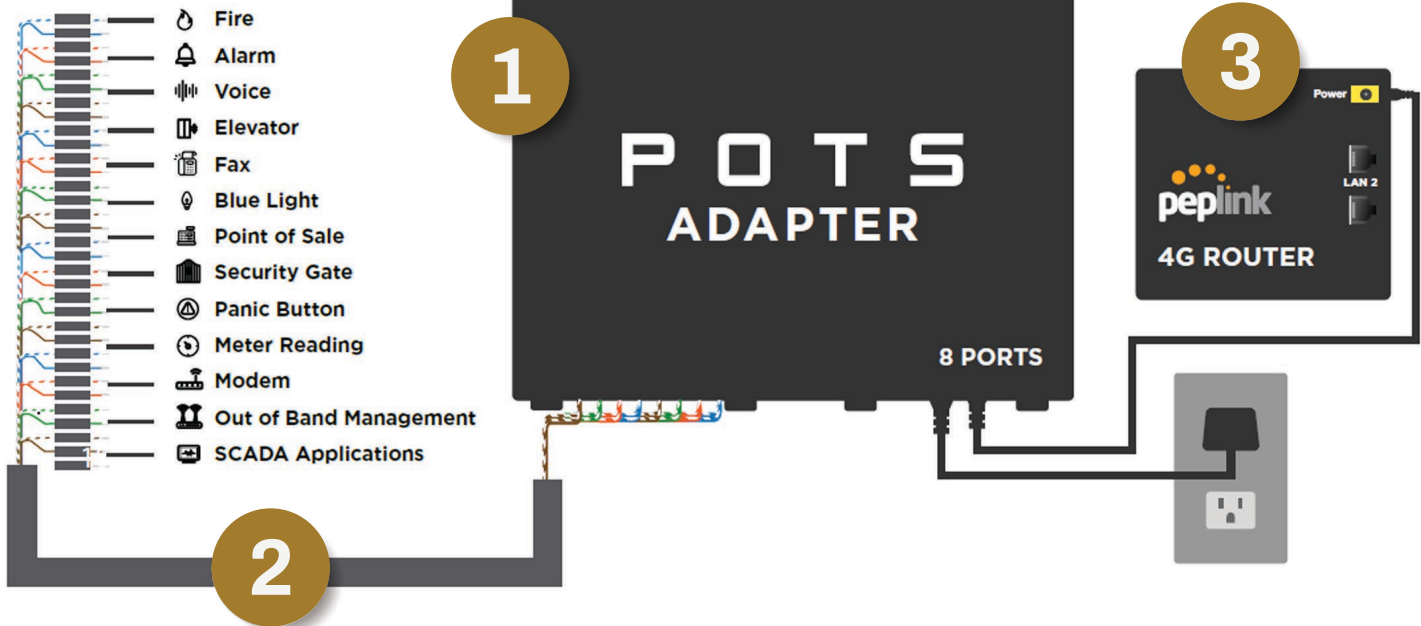 Fire
Alarm
Voice
Elevator
Fax
Blue Light
Point of Sale
Security Gate
Panic Button
Meter Reading
Modem
Out of Band Management
SCADA Applications
1
2
POTS
ADAPTER
8 PORTS
3
Power
LAN 2
peplink
4G ROUTER